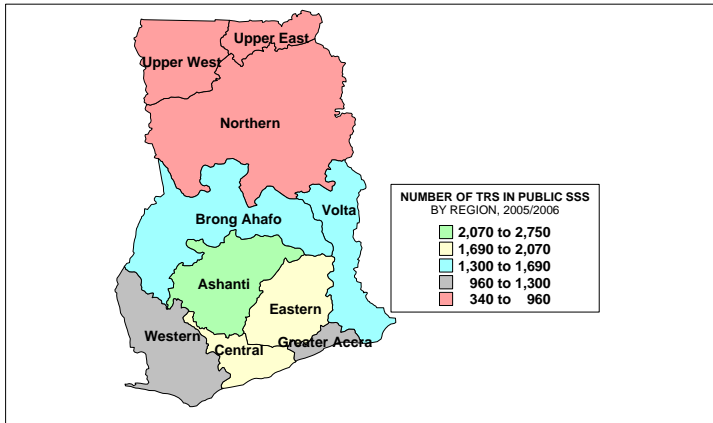 Upper East
Upper West
Northern
Volta
Brong Ahafo
Ashanti
Eastern
Western
Greater Accra
Central
NUMBER OF TRS IN PUBLIC SSS
BY REGION, 2005/2006
2,070 to 2,750
1,690 to 2,070
1,300 to 1,690
960 to 1,300
340 to 960